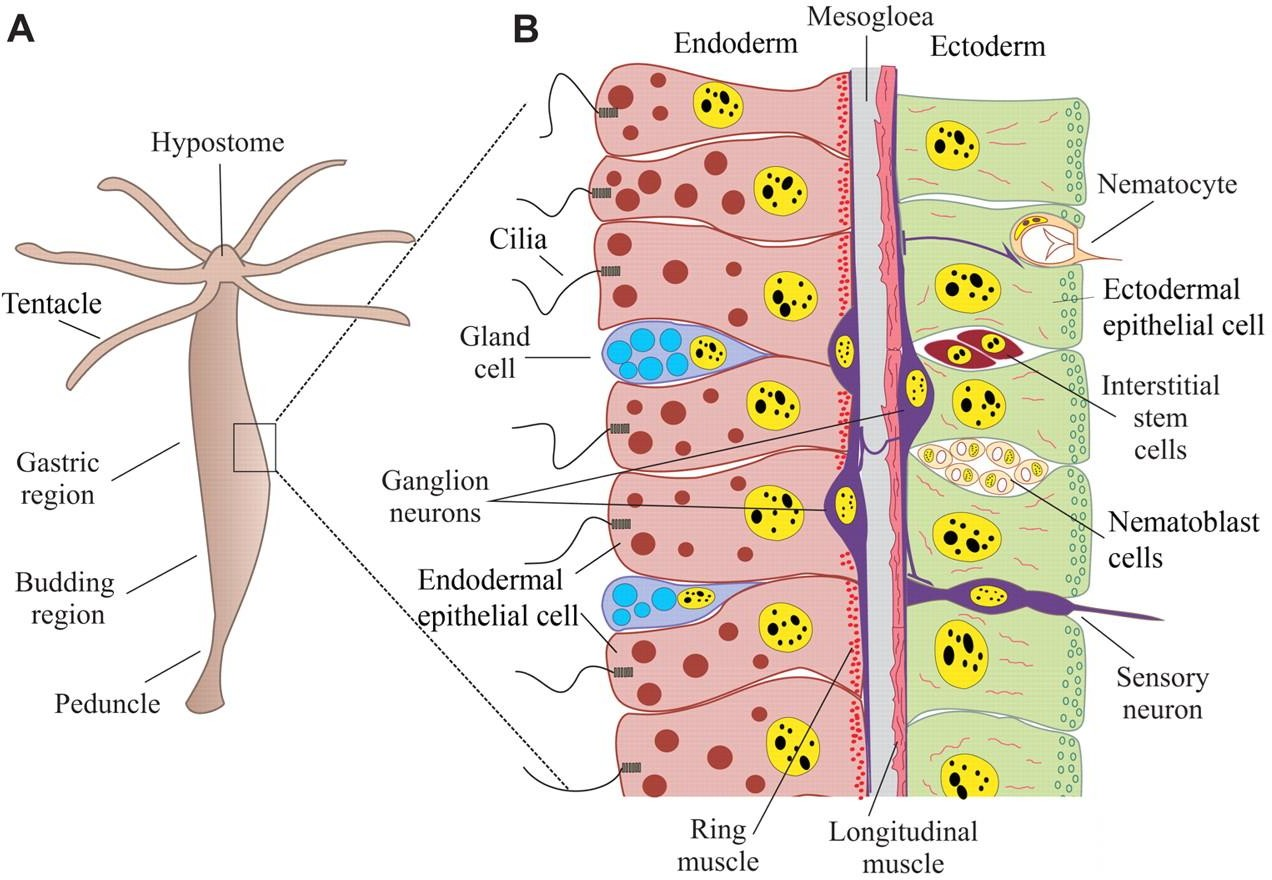 A
Hypostome
Tentacle
Gastric
region
Budding
region
Peduncle
B
Mesogloea
Endoderm
Ectoderm
Cilia
Gland
cell
Ganglion
neurons
Endodermal
epithelial cell
Nematocyte
Ectodermal
epithelial cell
Interstitial
stem
cells
Nematoblast
cells
Sensory
neuron
Ring
muscle
Longitudinal
muscle